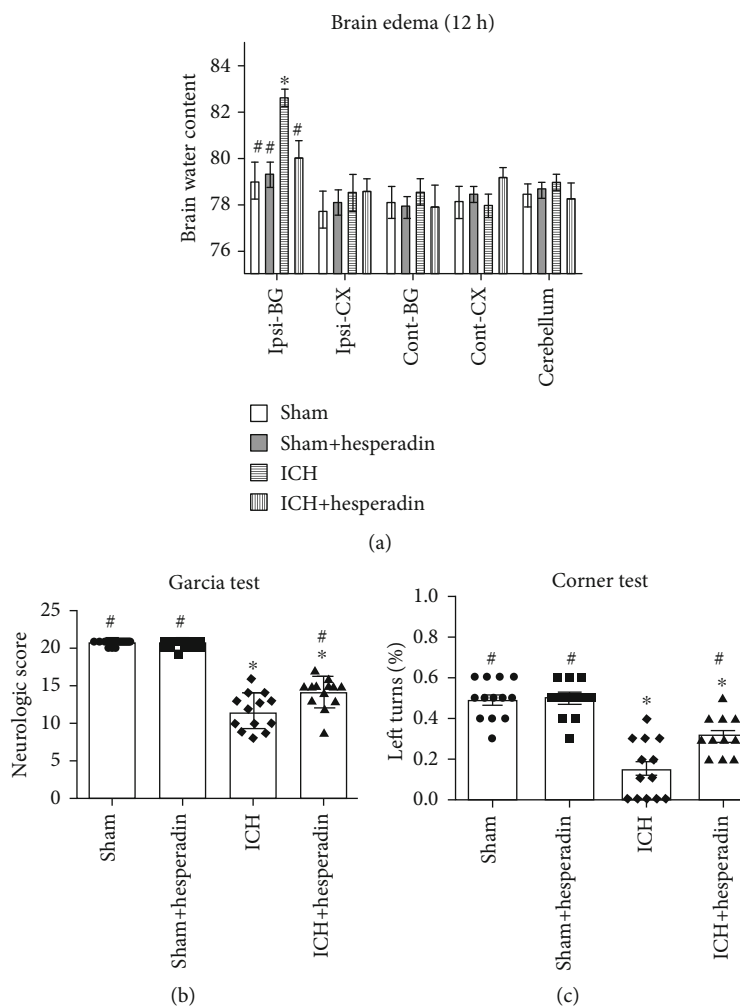 Brain edema (12 h)
Brain water content
84
82
80
78
76
*
#
#
#
Ipsi-BG
Ipsi-CX
Cont-BG
Cont-CX
Cerebellum
Sham
Sham+hesperadin
ICH
ICH+hesperadin
(a)
Garcia test
Neurologic score
25
20
15
10
5
0
#
#
*
#
*
Sham
Sham+hesperadin
ICH
ICH+hesperadin
(b)
Corner test
Left turns (%)
1.0
0.8
0.6
0.4
0.2
0.0
#
#
*
#
*
Sham
Sham+hesperadin
ICH
ICH+hesperadin
(c)